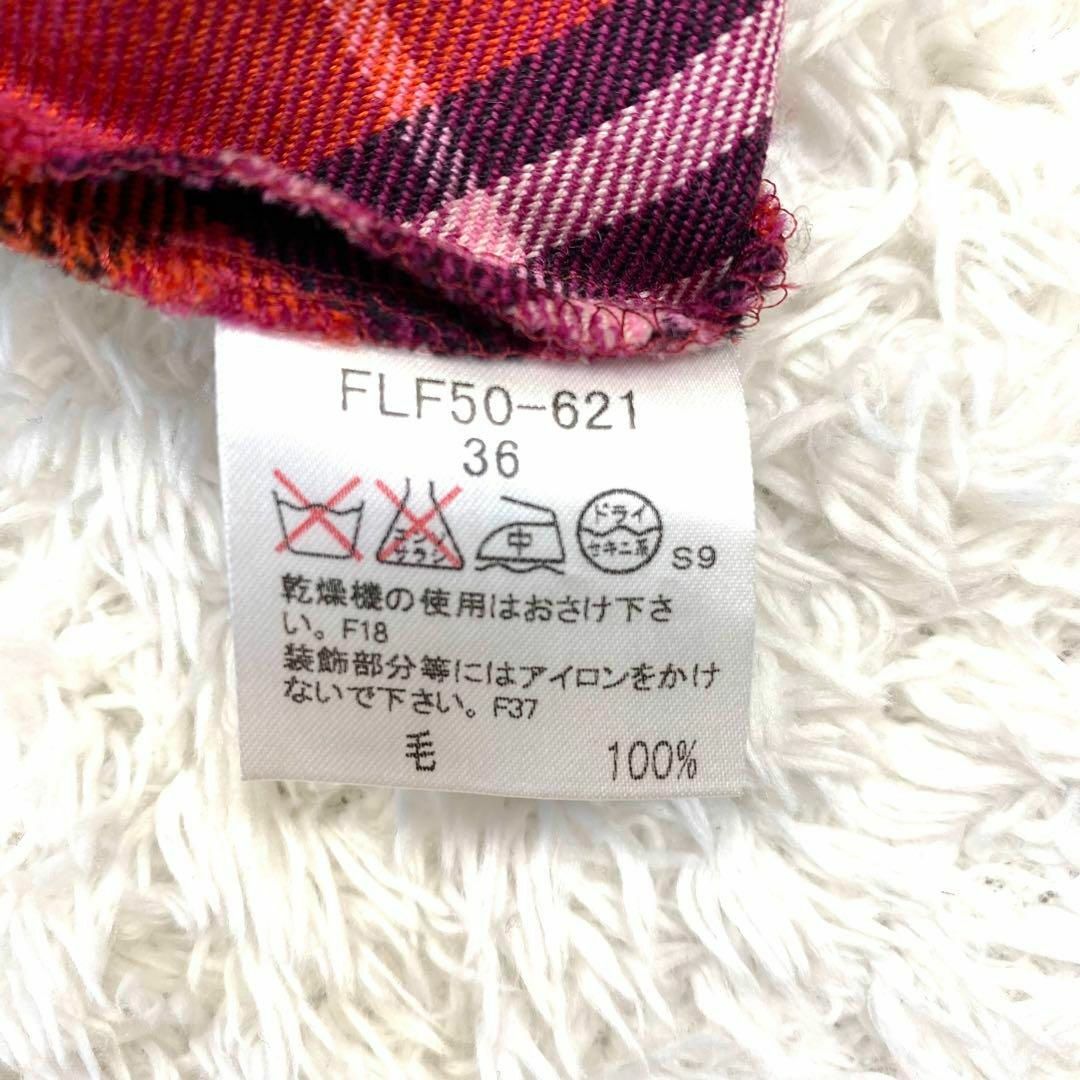 FLF50-621
36
エンソ
サラシ
中
ドライ
セキユ系
S9
乾燥機の使用はおさけ下さ
い。F18
装飾部分等にはアイロンをかけ
ないで下さい。F37
毛 100%